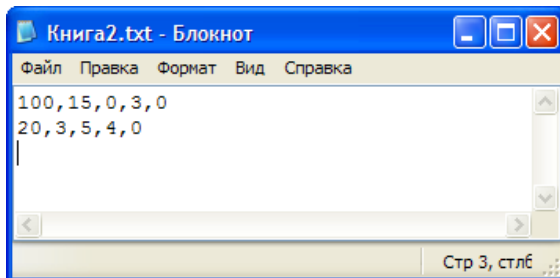 Книга2.txt - Блокнот
Файл Правка Формат Вид Справка
100,15,0,3,0
20,3,5,4,0
Стр 3, стлб